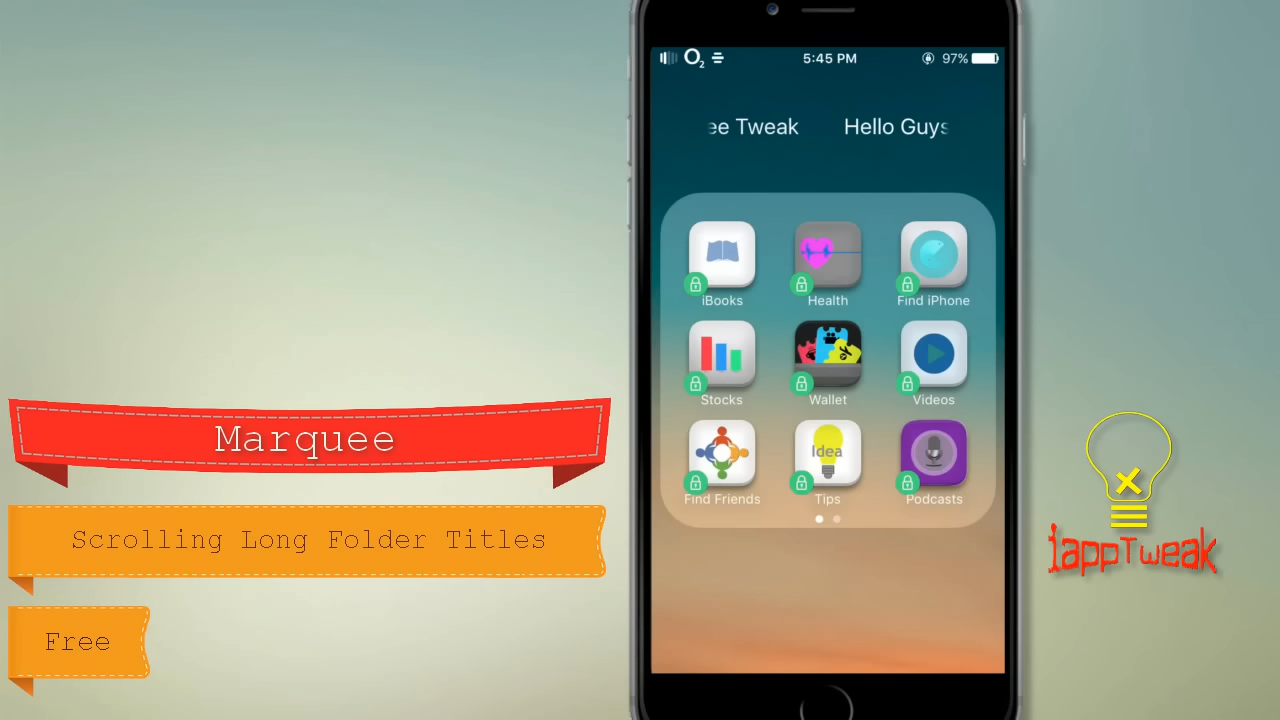 O2 5:45 PM 97%
ee Tweak Hello Guys
iBooks Health Find iPhone
Stocks Wallet Videos
Idea
Find Friends Tips Podcasts
Marquee
Scrolling Long Folder Titles
Free
iappTweak